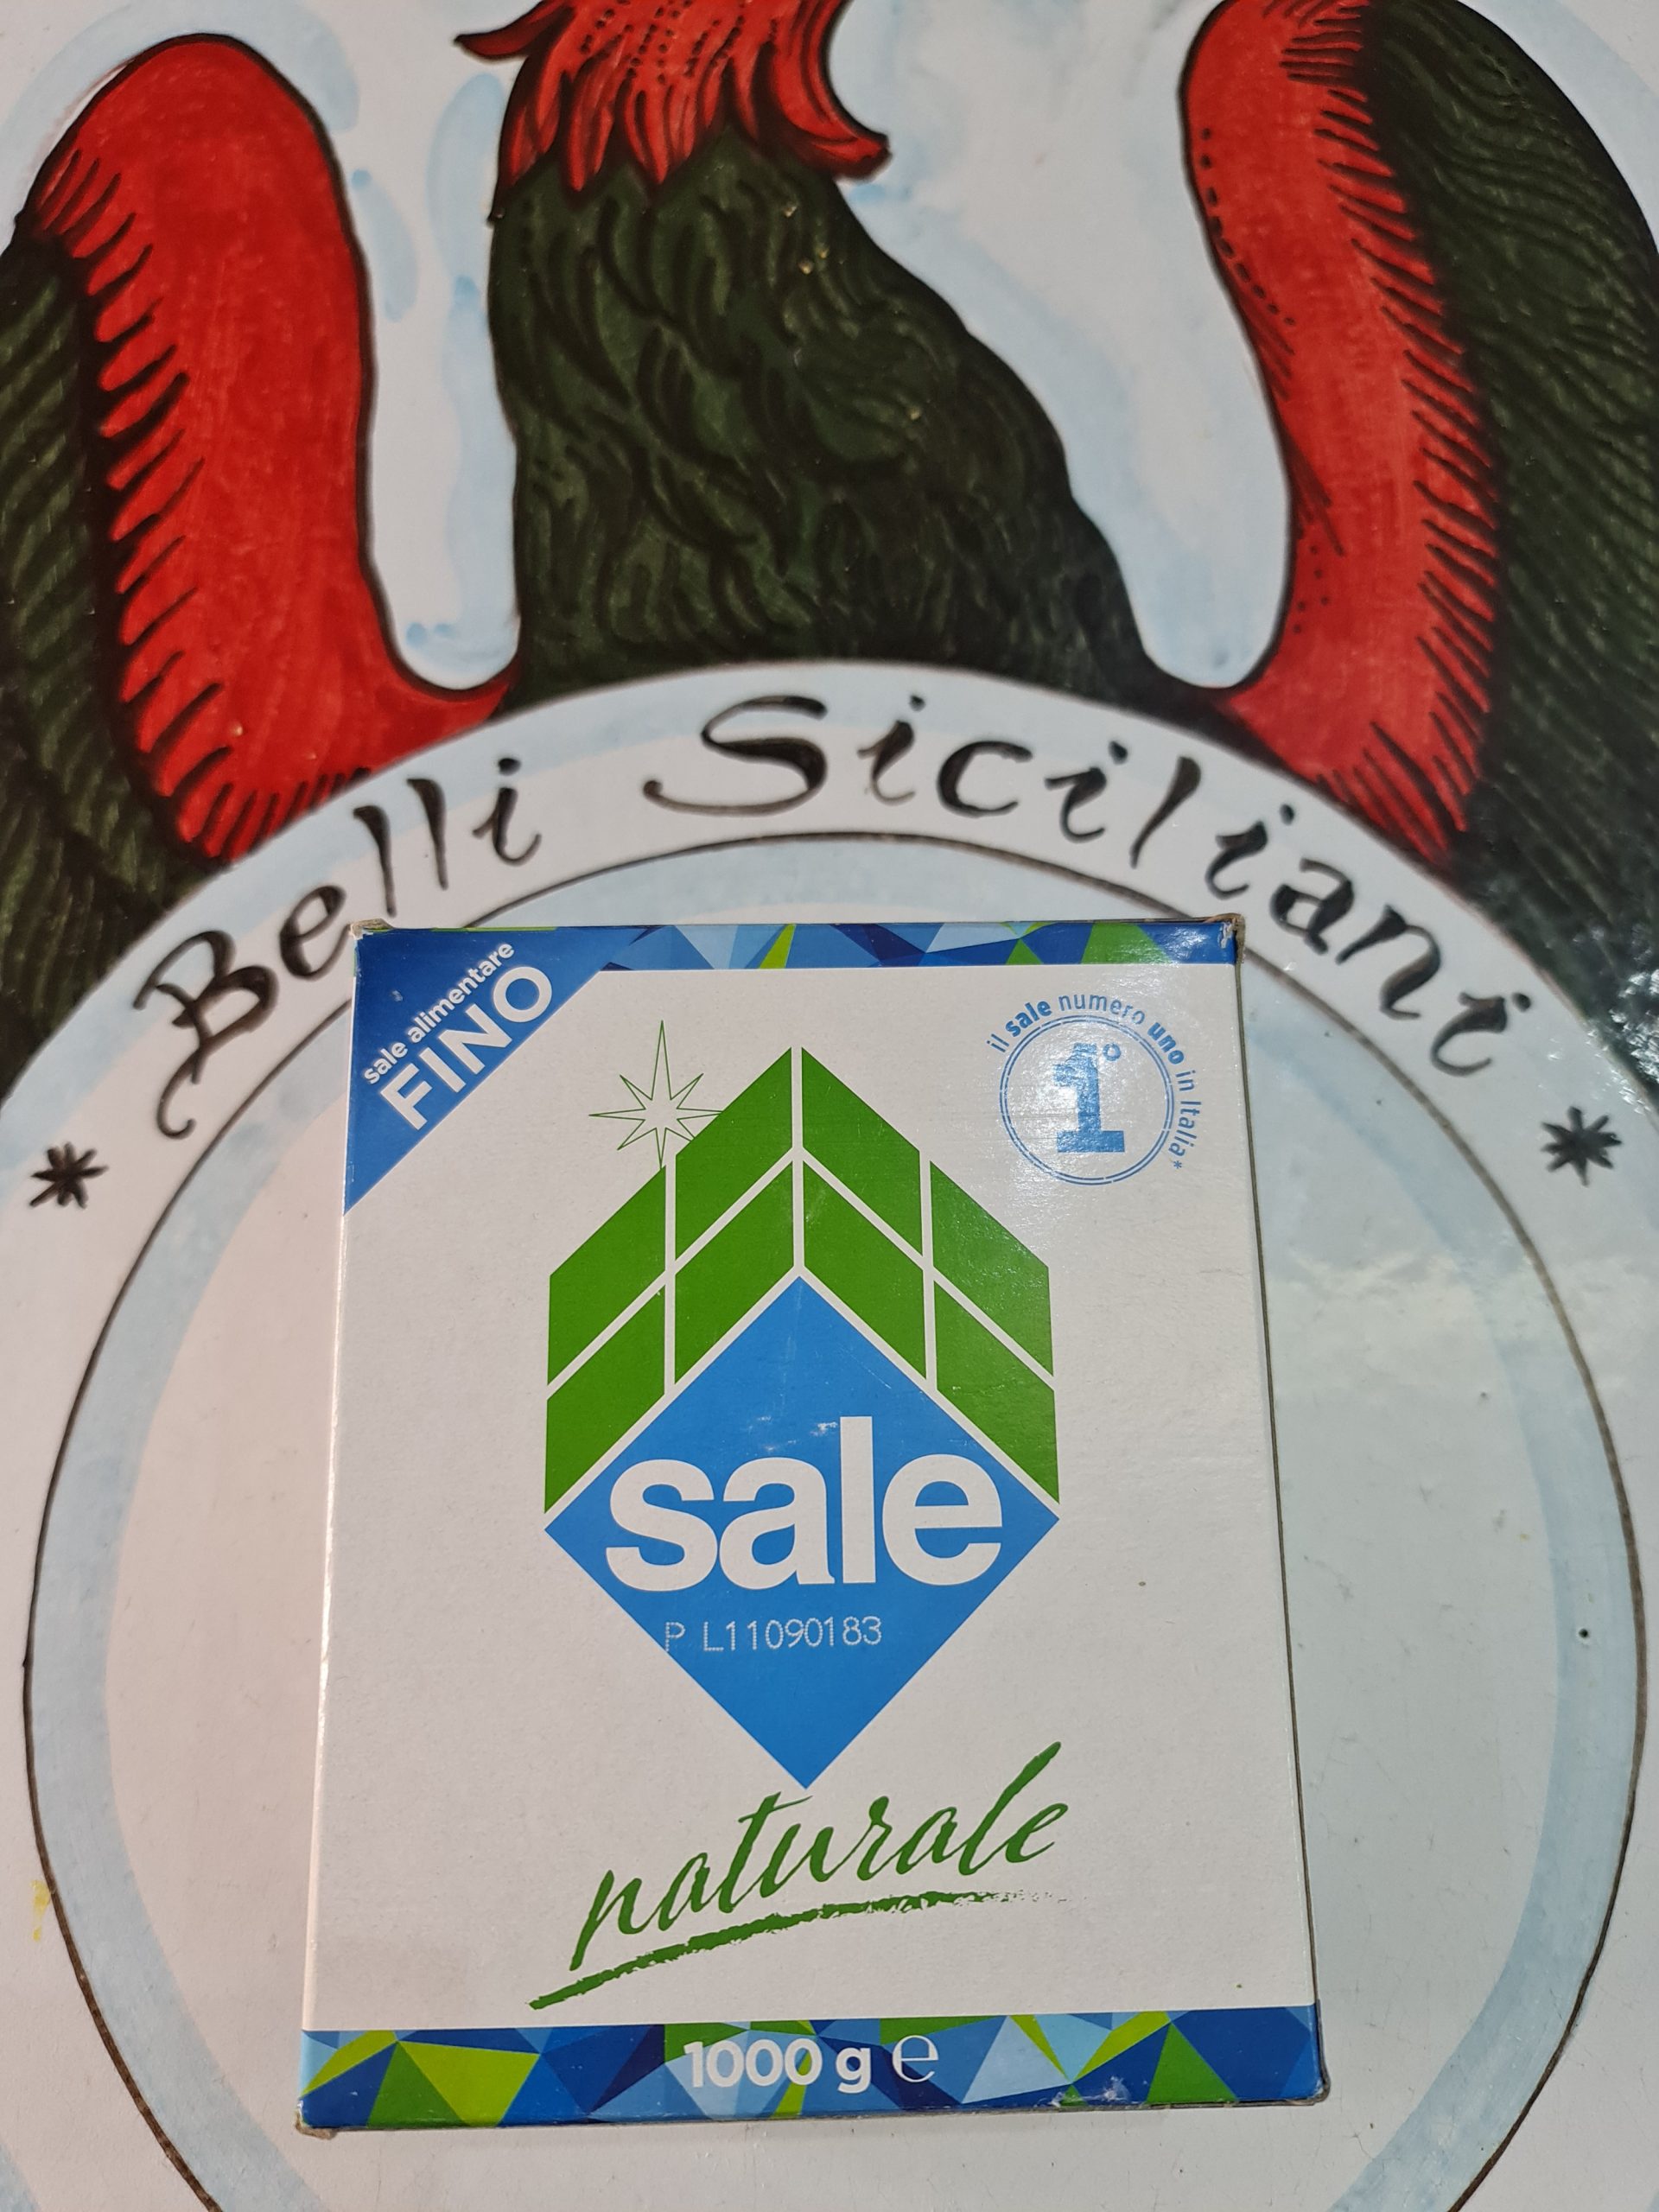 Belli Siciliani
sale alimentare
FINO
il sale numero uno in Italia*
1°
sale
P L11090183
naturale
1000 g ℮